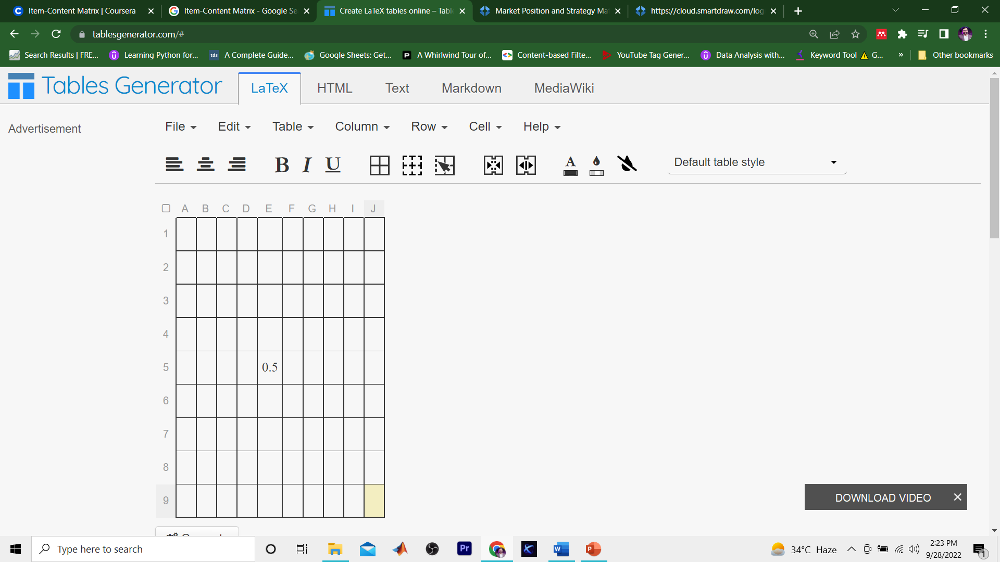 Item-Content Matrix | Coursera
Item-Content Matrix - Google Se
Create LaTeX tables online – Tabl
Market Position and Strategy Ma
https://cloud.smartdraw.com/log
tablesgenerator.com/#
Search Results | FRE...
Learning Python for...
tds A Complete Guide...
Google Sheets: Get...
A Whirlwind Tour of...
Content-based Filte...
YouTube Tag Gener...
Data Analysis with...
Keyword Tool ⚠ G...
»
Other bookmarks
Tables Generator
LaTeX
HTML
Text
Markdown
MediaWiki
Advertisement
File
Edit
Table
Column
Row
Cell
Help
B I U
A
Default table style
A B C D E F G H I J
1
2
3
4
5 0.5
6
7
8
9
DOWNLOAD VIDEO
Type here to search
Pr
W
P
34°C Haze
2:23 PM
9/28/2022
1